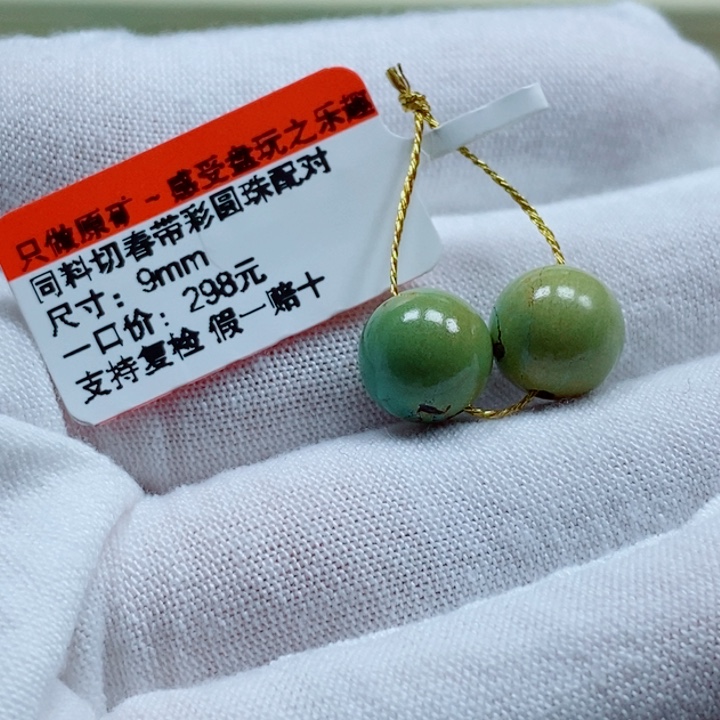 只做原矿~感受盘玩之乐趣
同料切春带彩圆珠配对
尺寸：9mm
一口价：298元
支持复检 假一赔十